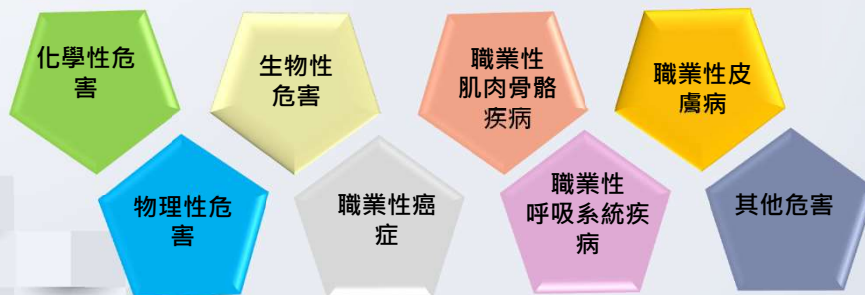 化學性危
害
生物性
危害
職業性
肌肉骨骼
疾病
職業性皮
膚病
物理性危
害
職業性癌
症
職業性
呼吸系統疾
病
其他危害